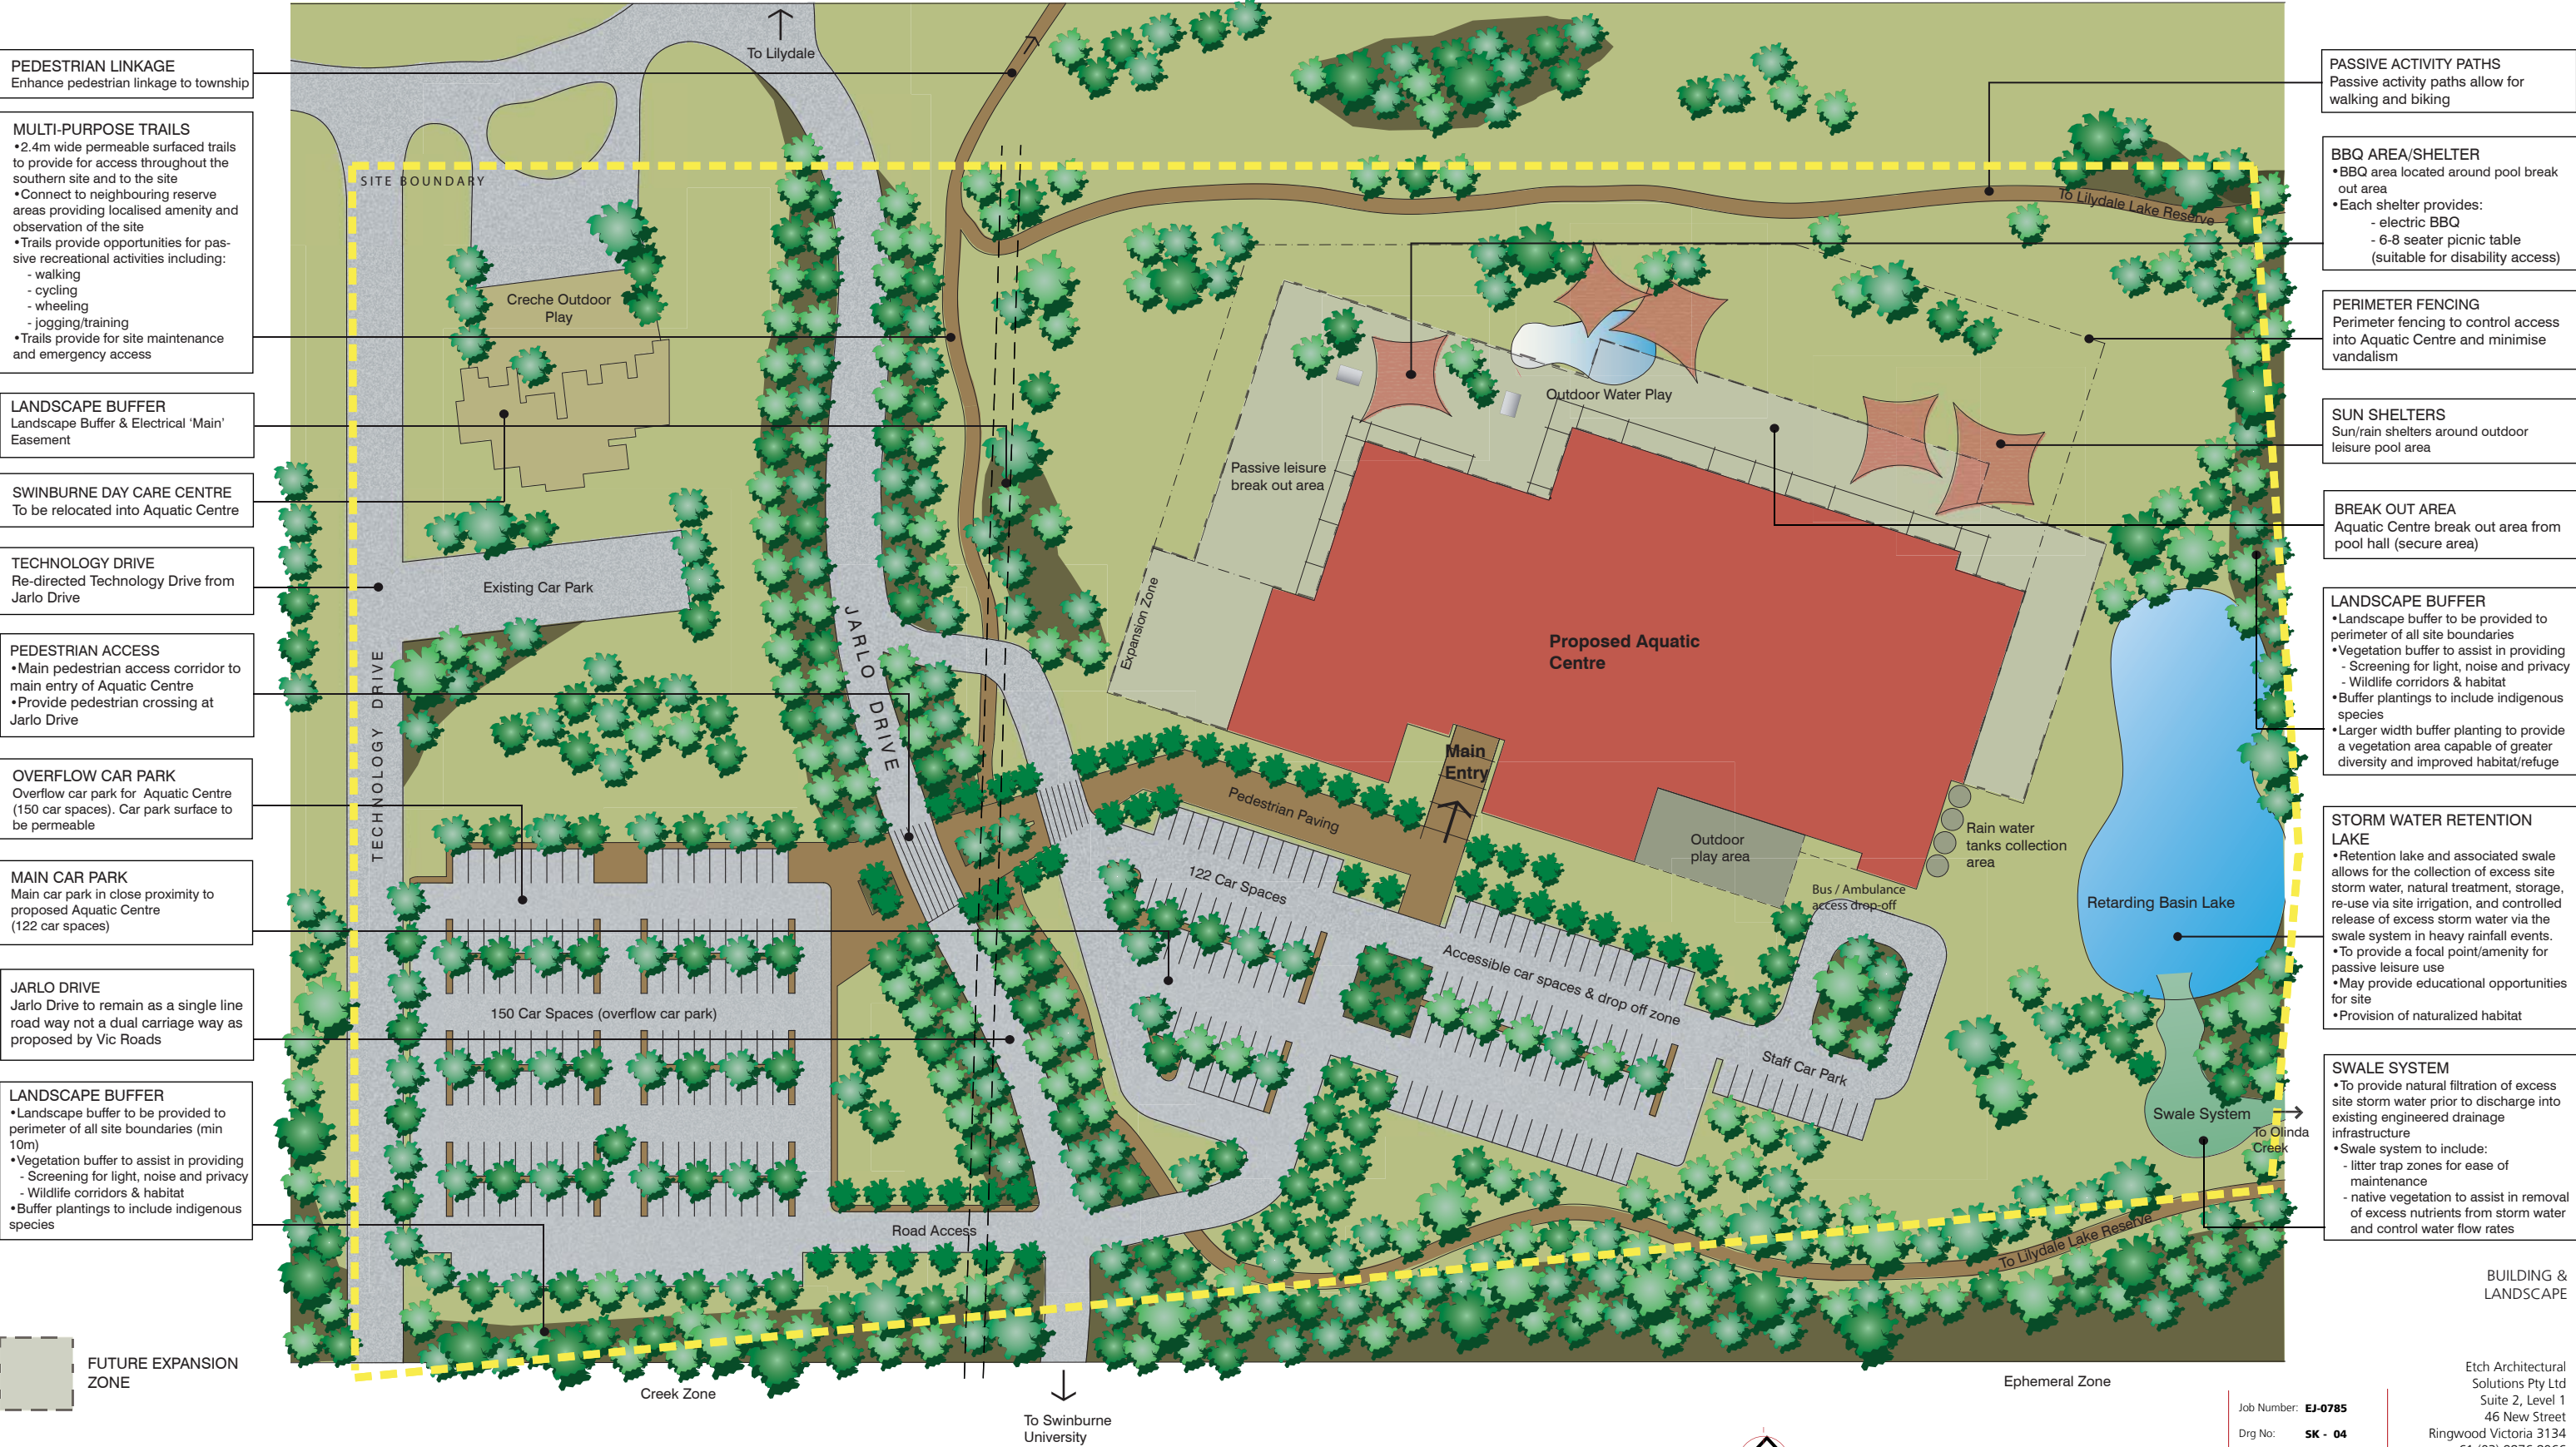 PEDESTRIAN LINKAGE
Enhance pedestrian linkage to township
MULTI-PURPOSE TRAILS
•2.4m wide permeable surfaced trails
to provide for access throughout the
southern site and to the site
•Connect to neighbouring reserve
areas providing localised amenity and
observation of the site
•Trails provide opportunities for pas-
sive recreational activities including:
- walking
- cycling
- wheeling
- jogging/training
•Trails provide for site maintenance
and emergency access
LANDSCAPE BUFFER
Landscape Buffer & Electrical ‘Main’
Easement
SWINBURNE DAY CARE CENTRE
To be relocated into Aquatic Centre
TECHNOLOGY DRIVE
Re-directed Technology Drive from
Jarlo Drive
PEDESTRIAN ACCESS
•Main pedestrian access corridor to
main entry of Aquatic Centre
•Provide pedestrian crossing at
Jarlo Drive
OVERFLOW CAR PARK
Overflow car park for Aquatic Centre
(150 car spaces). Car park surface to
be permeable
MAIN CAR PARK
Main car park in close proximity to
proposed Aquatic Centre
(122 car spaces)
JARLO DRIVE
Jarlo Drive to remain as a single line
road way not a dual carriage way as
proposed by Vic Roads
LANDSCAPE BUFFER
•Landscape buffer to be provided to
perimeter of all site boundaries (min
10m)
•Vegetation buffer to assist in providing
- Screening for light, noise and privacy
- Wildlife corridors & habitat
•Buffer plantings to include indigenous
species
FUTURE EXPANSION
ZONE
To Lilydale
SITE BOUNDARY
Creche Outdoor
Play
Existing Car Park
TECHNOLOGY DRIVE
JARLO DRIVE
150 Car Spaces (overflow car park)
Road Access
Creek Zone
To Swinburne
University
To Lilydale Lake Reserve
Outdoor Water Play
Passive leisure
break out area
Expansion Zone
Proposed Aquatic
Centre
Main
Entry
Pedestrian Paving
Outdoor
play area
Rain water
tanks collection
area
Bus / Ambulance
access drop-off
122 Car Spaces
Accessible car spaces & drop off zone
Staff Car Park
Retarding Basin Lake
Swale System
To Olinda
Creek
To Lilydale Lake Reserve
Ephemeral Zone
PASSIVE ACTIVITY PATHS
Passive activity paths allow for
walking and biking
BBQ AREA/SHELTER
•BBQ area located around pool break
out area
•Each shelter provides:
- electric BBQ
- 6-8 seater picnic table
(suitable for disability access)
PERIMETER FENCING
Perimeter fencing to control access
into Aquatic Centre and minimise
vandalism
SUN SHELTERS
Sun/rain shelters around outdoor
leisure pool area
BREAK OUT AREA
Aquatic Centre break out area from
pool hall (secure area)
LANDSCAPE BUFFER
•Landscape buffer to be provided to
perimeter of all site boundaries
•Vegetation buffer to assist in providing
- Screening for light, noise and privacy
- Wildlife corridors & habitat
•Buffer plantings to include indigenous
species
•Larger width buffer planting to provide
a vegetation area capable of greater
diversity and improved habitat/refuge
STORM WATER RETENTION
LAKE
•Retention lake and associated swale
allows for the collection of excess site
storm water, natural treatment, storage,
re-use via site irrigation, and controlled
release of excess storm water via the
swale system in heavy rainfall events.
•To provide a focal point/amenity for
passive leisure use
•May provide educational opportunities
for site
•Provision of naturalized habitat
SWALE SYSTEM
•To provide natural filtration of excess
site storm water prior to discharge into
existing engineered drainage
infrastructure
•Swale system to include:
- litter trap zones for ease of
maintenance
- native vegetation to assist in removal
of excess nutrients from storm water
and control water flow rates
BUILDING &
LANDSCAPE
Etch Architectural
Solutions Pty Ltd
Suite 2, Level 1
46 New Street
Ringwood Victoria 3134
Job Number: EJ-0785
Drg No: SK - 04